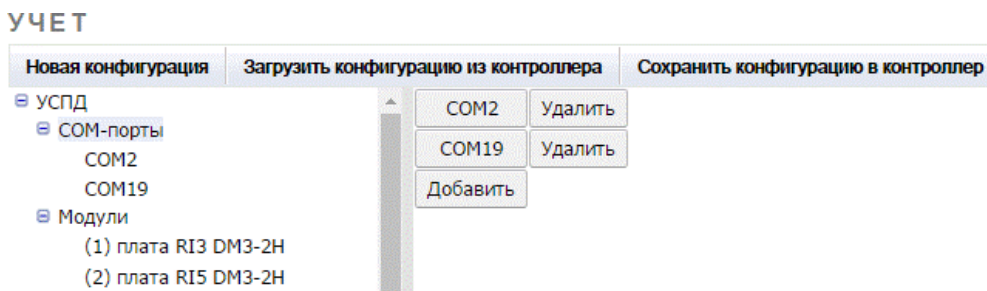 УЧЕТ
Новая конфигурация Загрузить конфигурацию из контроллера Сохранить конфигурацию в контроллер
УСПД
COM-порты
COM2
COM19
Модули
(1) плата RI3 DM3-2H
(2) плата RI5 DM3-2H
COM2 Удалить
COM19 Удалить
Добавить